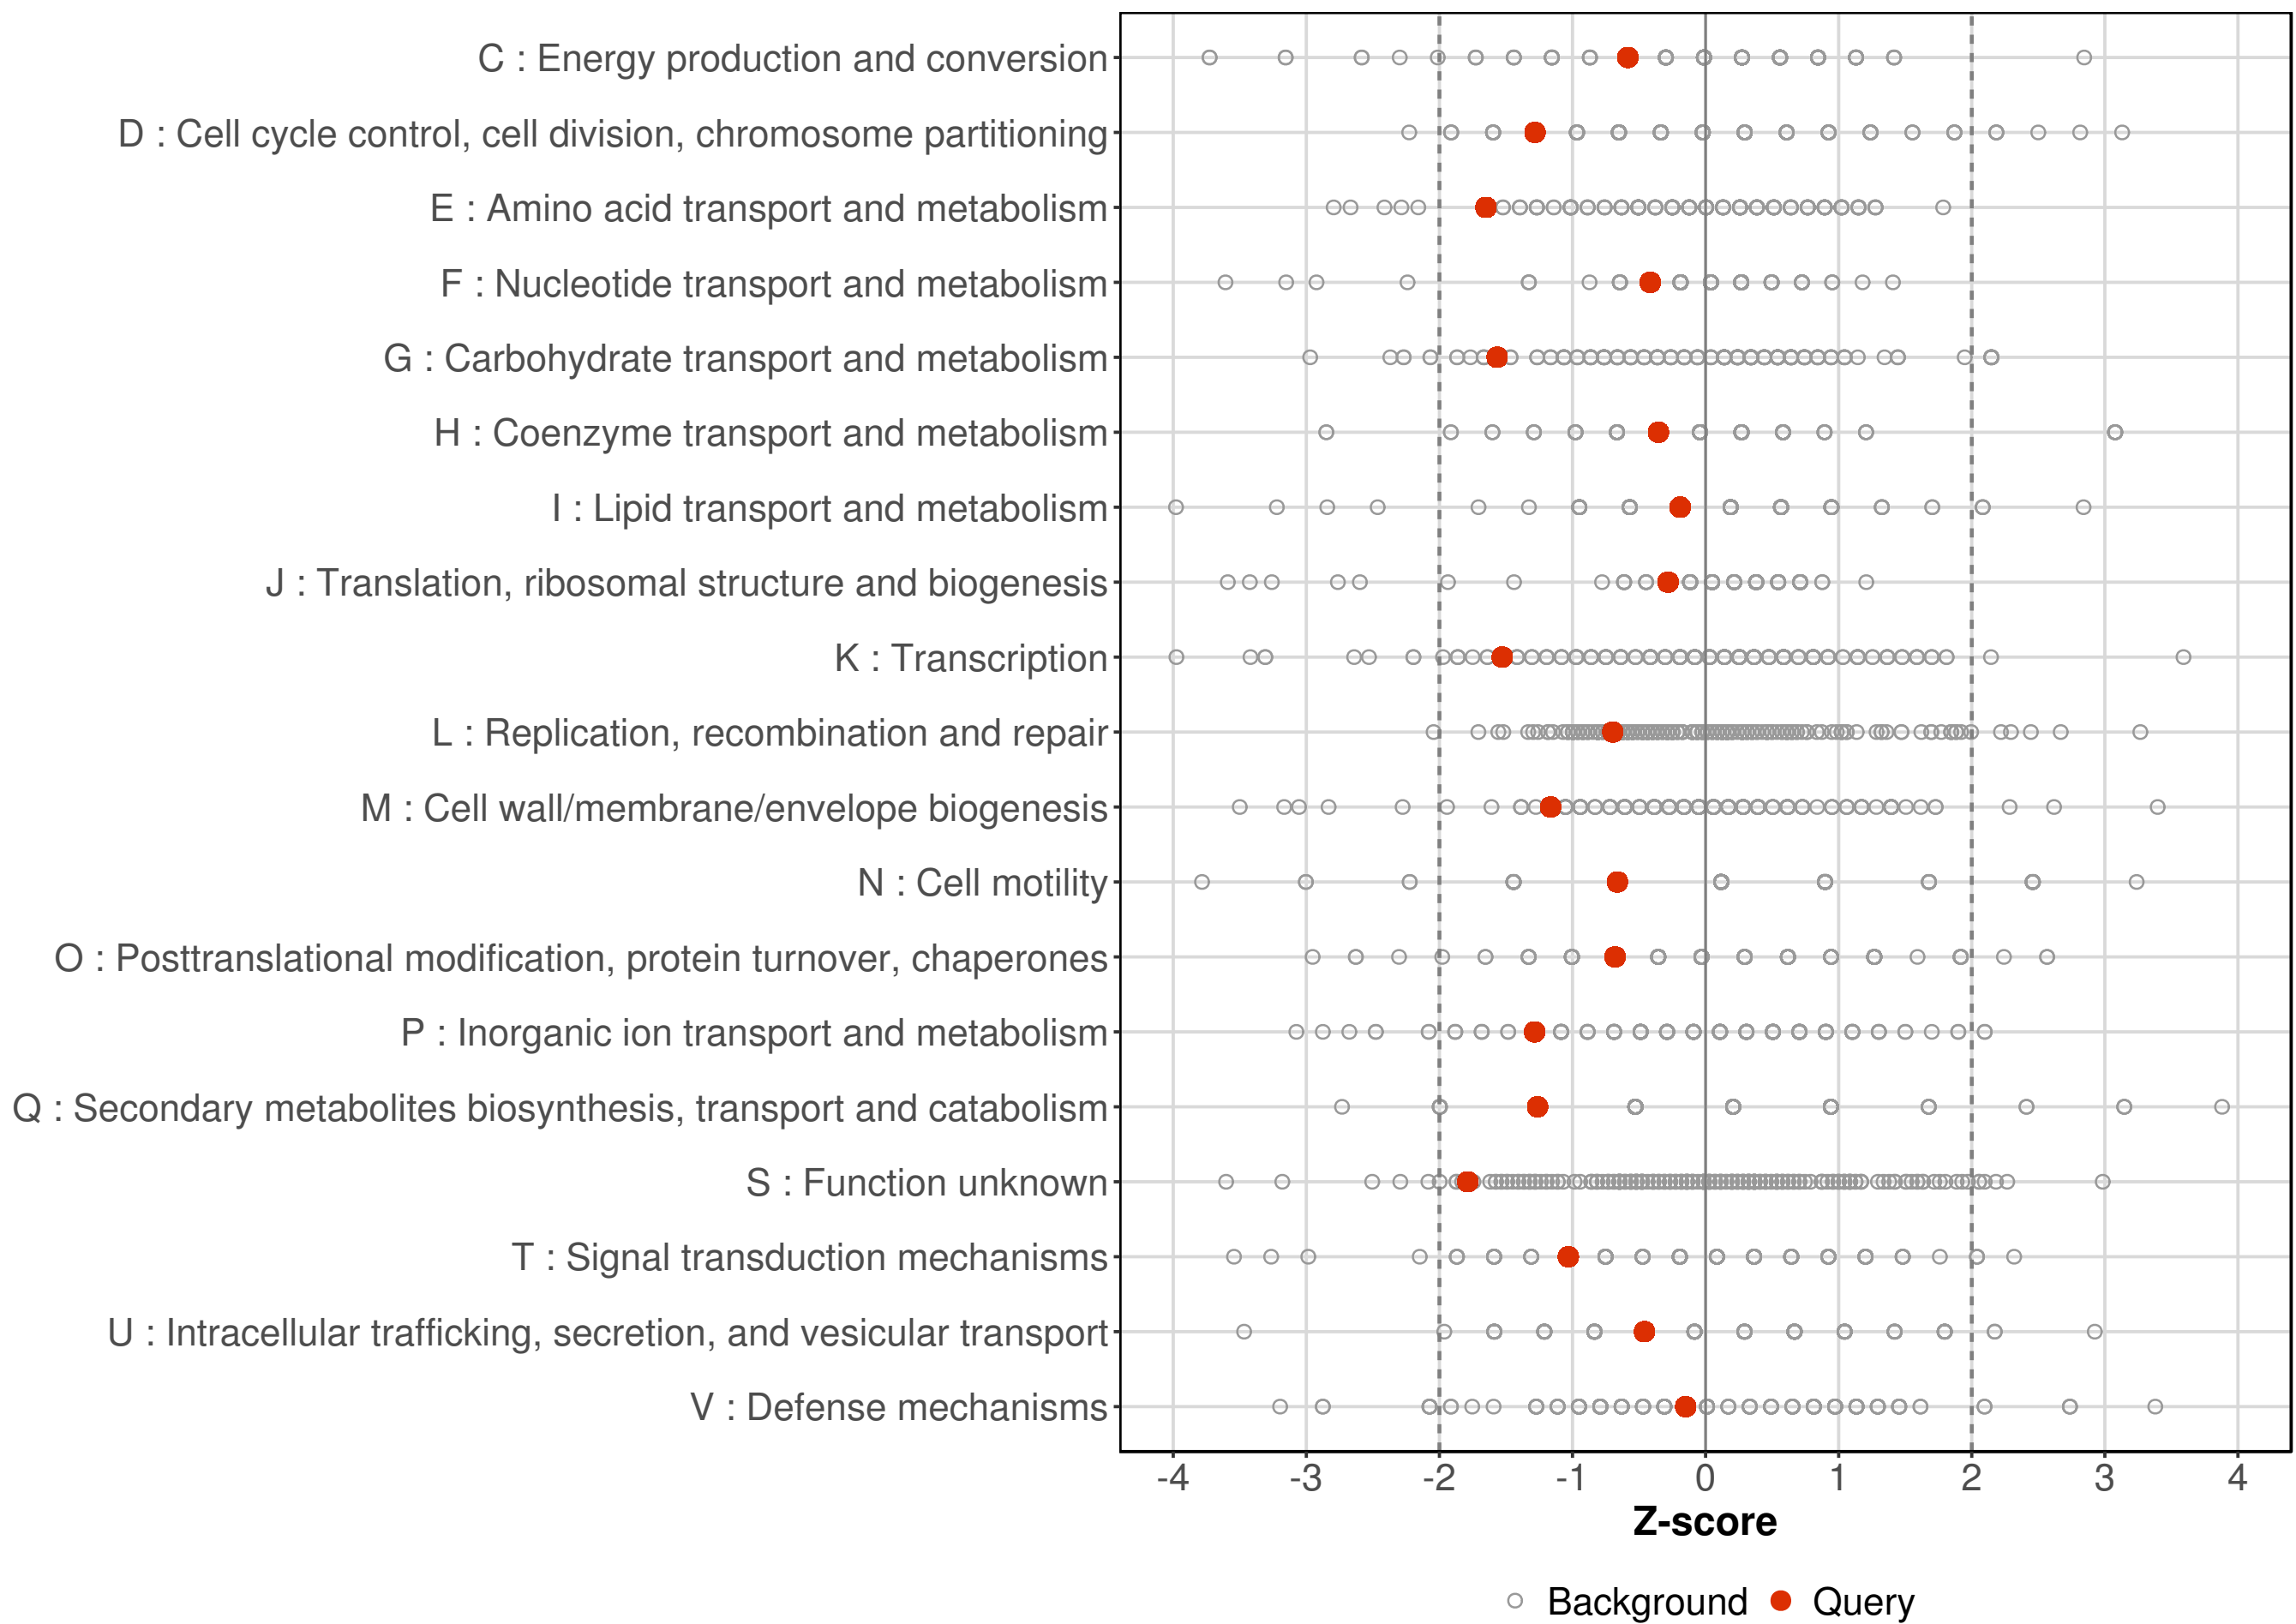 C : Energy production and conversion
D : Cell cycle control, cell division, chromosome partitioning
E : Amino acid transport and metabolism
F : Nucleotide transport and metabolism
G : Carbohydrate transport and metabolism
H : Coenzyme transport and metabolism
I : Lipid transport and metabolism
J : Translation, ribosomal structure and biogenesis
K : Transcription
L : Replication, recombination and repair
M : Cell wall/membrane/envelope biogenesis
N : Cell motility
O : Posttranslational modification, protein turnover, chaperones
P : Inorganic ion transport and metabolism
Q : Secondary metabolites biosynthesis, transport and catabolism
S : Function unknown
T : Signal transduction mechanisms
U : Intracellular trafficking, secretion, and vesicular transport
V : Defense mechanisms
-4 -3 -2 -1 0 1 2 3 4
Z-score
Background Query